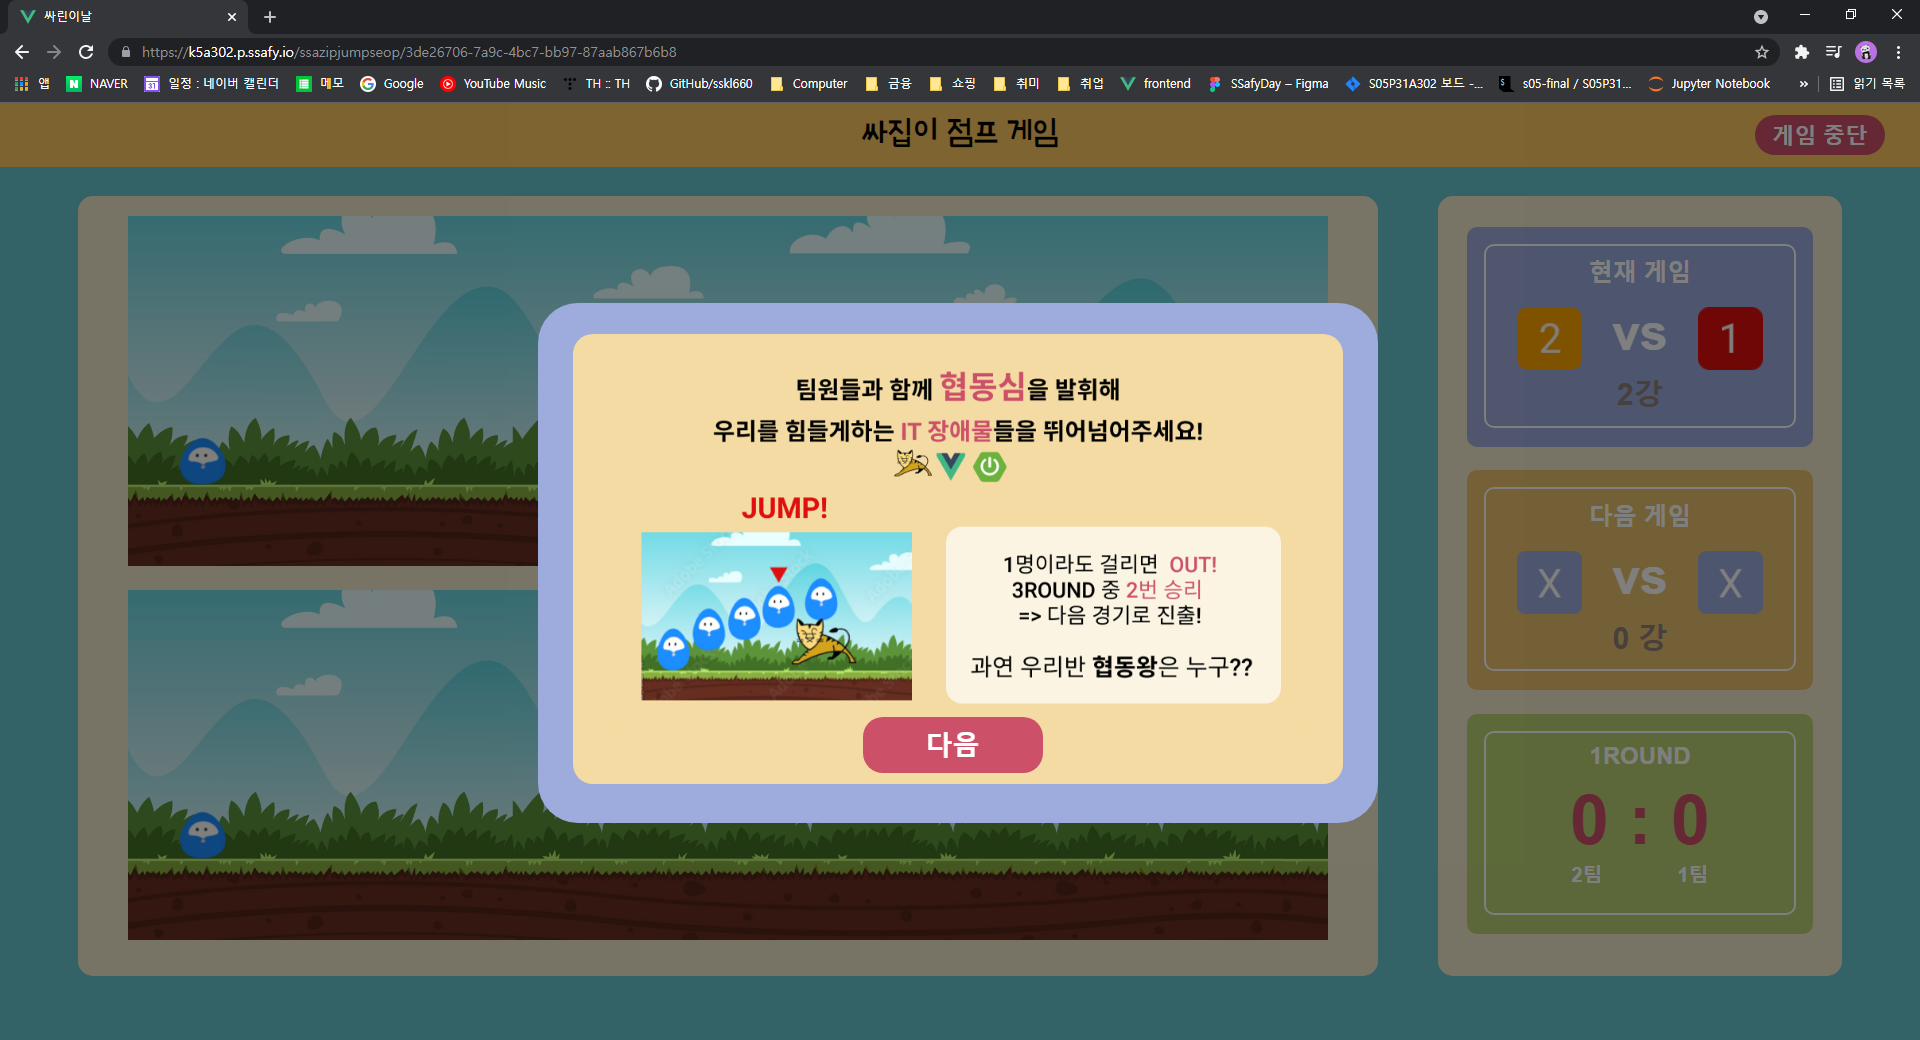 싸린이날
https://k5a302.p.ssafy.io/ssazipjumpseop/3de26706-7a9c-4bc7-bb97-87aab867b6b8
앱 NAVER 일정 : 네이버 캘린더 메모 Google YouTube Music TH :: TH GitHub/sskl660 Computer 금융 쇼핑 취미 취업 frontend SSafyDay – Figma S05P31A302 보드 -... s05-final / S05P31... Jupyter Notebook » 읽기 목록
싸집이 점프 게임
게임 중단
팀원들과 함께 협동심을 발휘해
우리를 힘들게하는 IT 장애물들을 뛰어넘어주세요!
JUMP!
1명이라도 걸리면 OUT!
3ROUND 중 2번 승리
=> 다음 경기로 진출!
과연 우리반 협동왕은 누구??
다음
현재 게임
2 VS 1
2강
다음 게임
X VS X
0 강
1ROUND
0 : 0
2팀 1팀